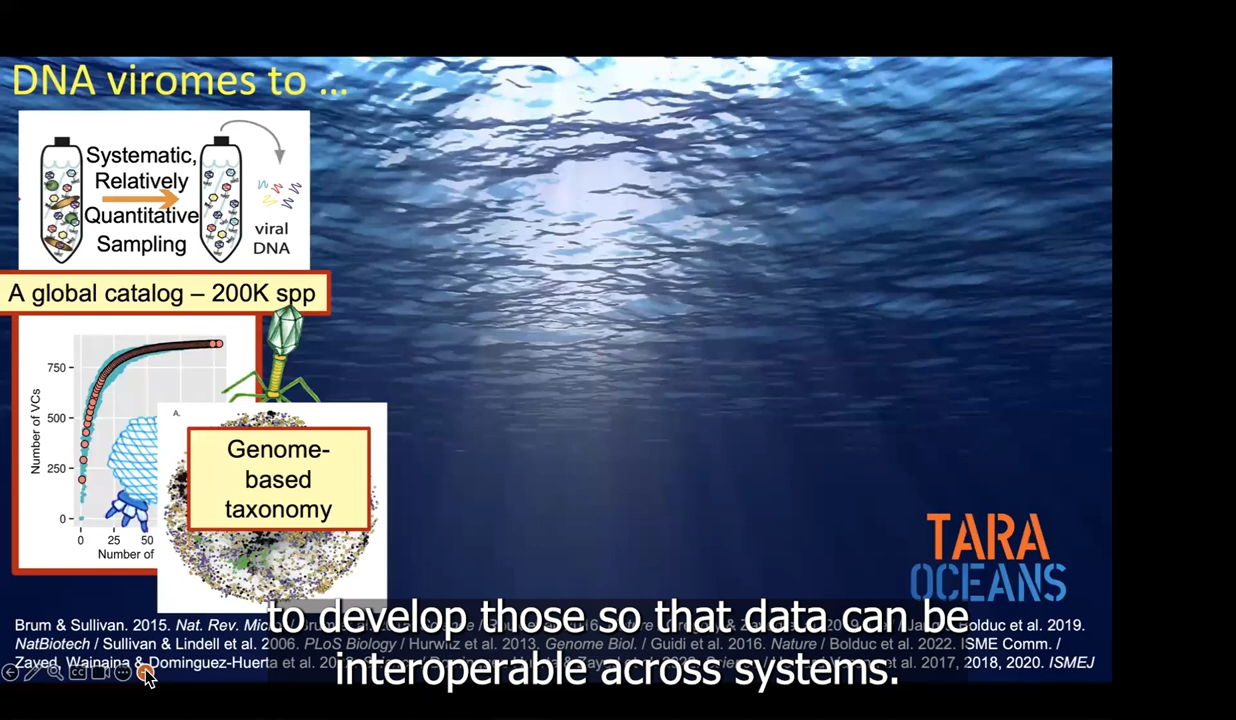 DNA viromes to ...
Systematic,
Relatively
Quantitative
Sampling
viral
DNA
A global catalog – 200K spp
750
500
250
0
Number of VCs
0 25 50
Number of
A.
Genome-
based
taxonomy
TARA
OCEANS
Brum & Sullivan. 2015. Nat. Rev. Micro 2019.
NatBiotech / Sullivan & Lindell et al. 2006. PLoS Biology / Hurwitz et al. 2013. Genome Biol. / Guidi et al. 2016. Nature / Bolduc et al. 2022. ISME Comm. /
Zayed, Wainaina & Dominguez-Huerta et al. 2017, 2018, 2020. ISMEJ
to develop those so that data can be
interoperable across systems.